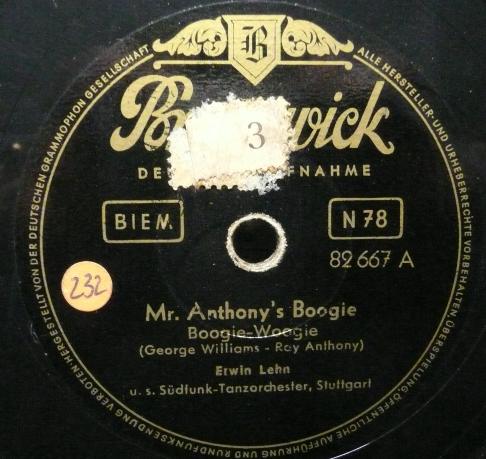 B
HERGESTELLT VON DER DEUTSCHEN GRAMMOPHON GESELLSCHAFT
ALLE HERSTELLER- UND URHEBERRECHTE VORBEHALTEN ÜBERSPIELUNG, ÖFFENTLICHE AUFFÜHRUNG UND RUNDFUNKSENDUNG VERBOTEN
Brunswick
3
BIEM.
N 78
82 667 A
232
Mr. Anthony's Boogie
Boogie-Woogie
(George Williams - Ray Anthony)
Erwin Lehn
u. s. Südfunk-Tanzorchester, Stuttgart